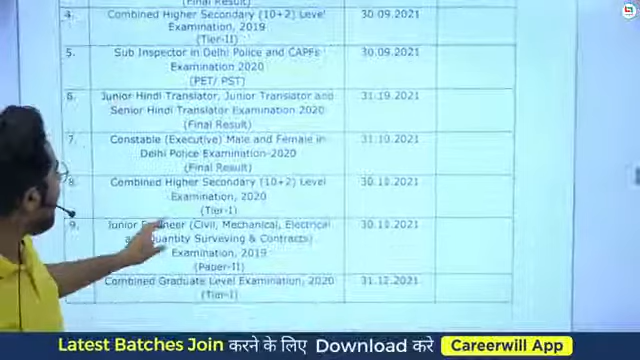 (Final Result)
4. Combined Higher Secondary (10+2) Level 30.09.2021
Examination, 2019
(Tier-II)
5. Sub Inspector in Delhi Police and CAPFs 30.09.2021
Examination 2020
(PET/ PST)
6. Junior Hindi Translator, Junior Translator and 31.10.2021
Senior Hindi Translator Examination 2020
(Final Result)
7. Constable (Executive) Male and Female in 31.10.2021
Delhi Police Examination-2020
(Final Result)
8. Combined Higher Secondary (10+2) Level 30.10.2021
Examination, 2020
(Tier-I)
9. Junior Engineer (Civil, Mechanical, Electrical 30.10.2021
Quantity Surveying & Contracts)
Examination, 2019
(Paper-II)
Combined Graduate Level Examination, 2020 31.12.2021
(Tier-I)
Latest Batches Join करने के लिए Download करे Careerwill App